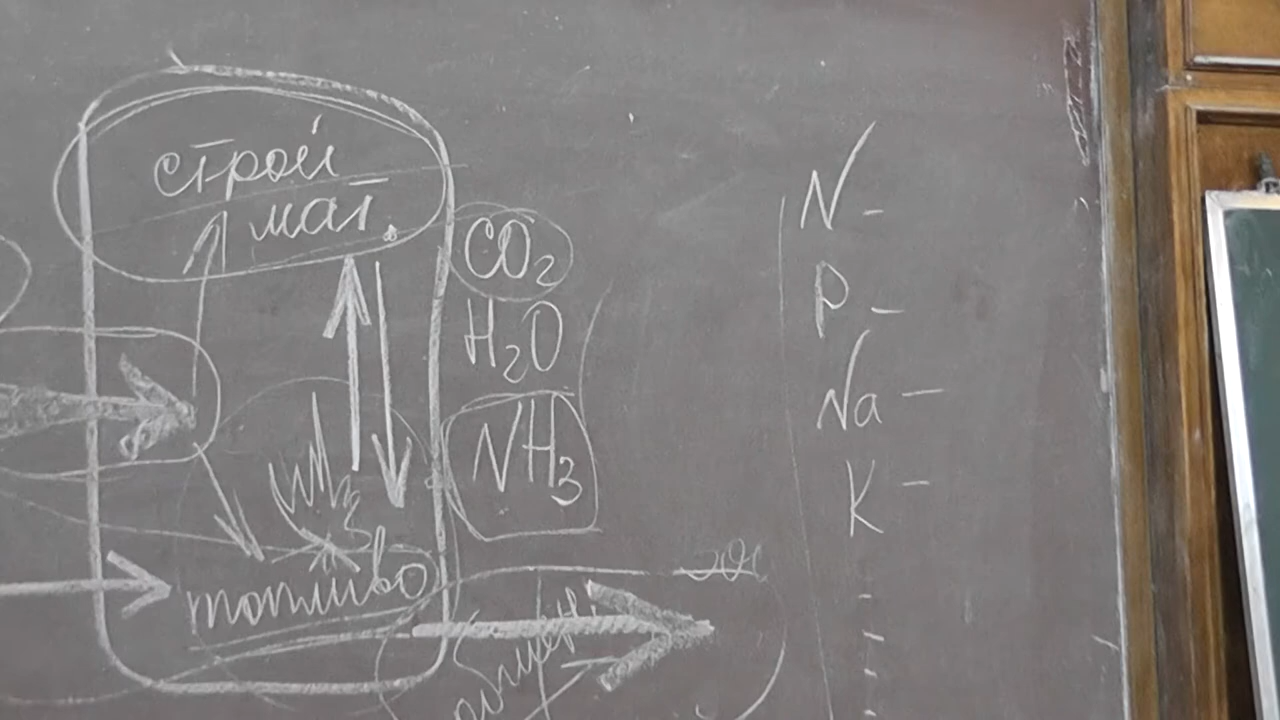 строй
мат.
CO₂
H₂O
NH₃
топливо
N -
P -
Na -
K -
-
-
-
-